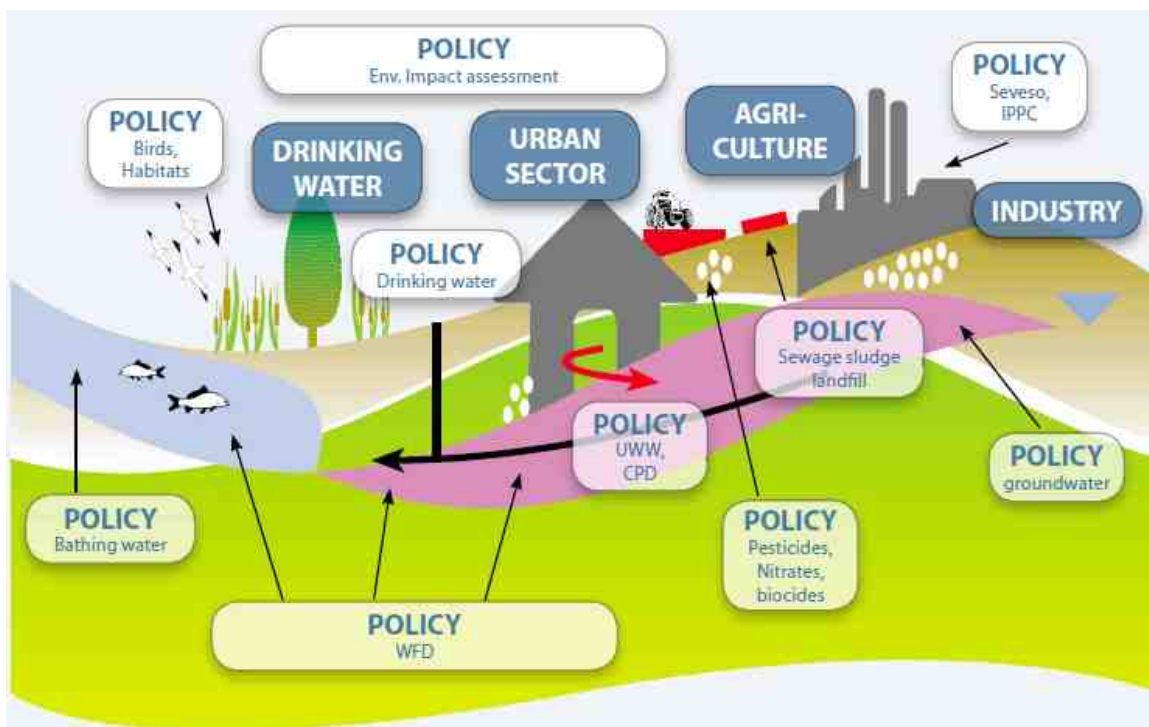 POLICY
Env. Impact assessment
POLICY
Seveso,
IPPC
POLICY
Birds,
Habitats
DRINKING
WATER
URBAN
SECTOR
AGRI-
CULTURE
INDUSTRY
POLICY
Drinking water
POLICY
Sewage sludge
landfill
POLICY
UWW,
CPD
POLICY
groundwater
POLICY
Bathing water
POLICY
Pesticides,
Nitrates,
biocides
POLICY
WFD